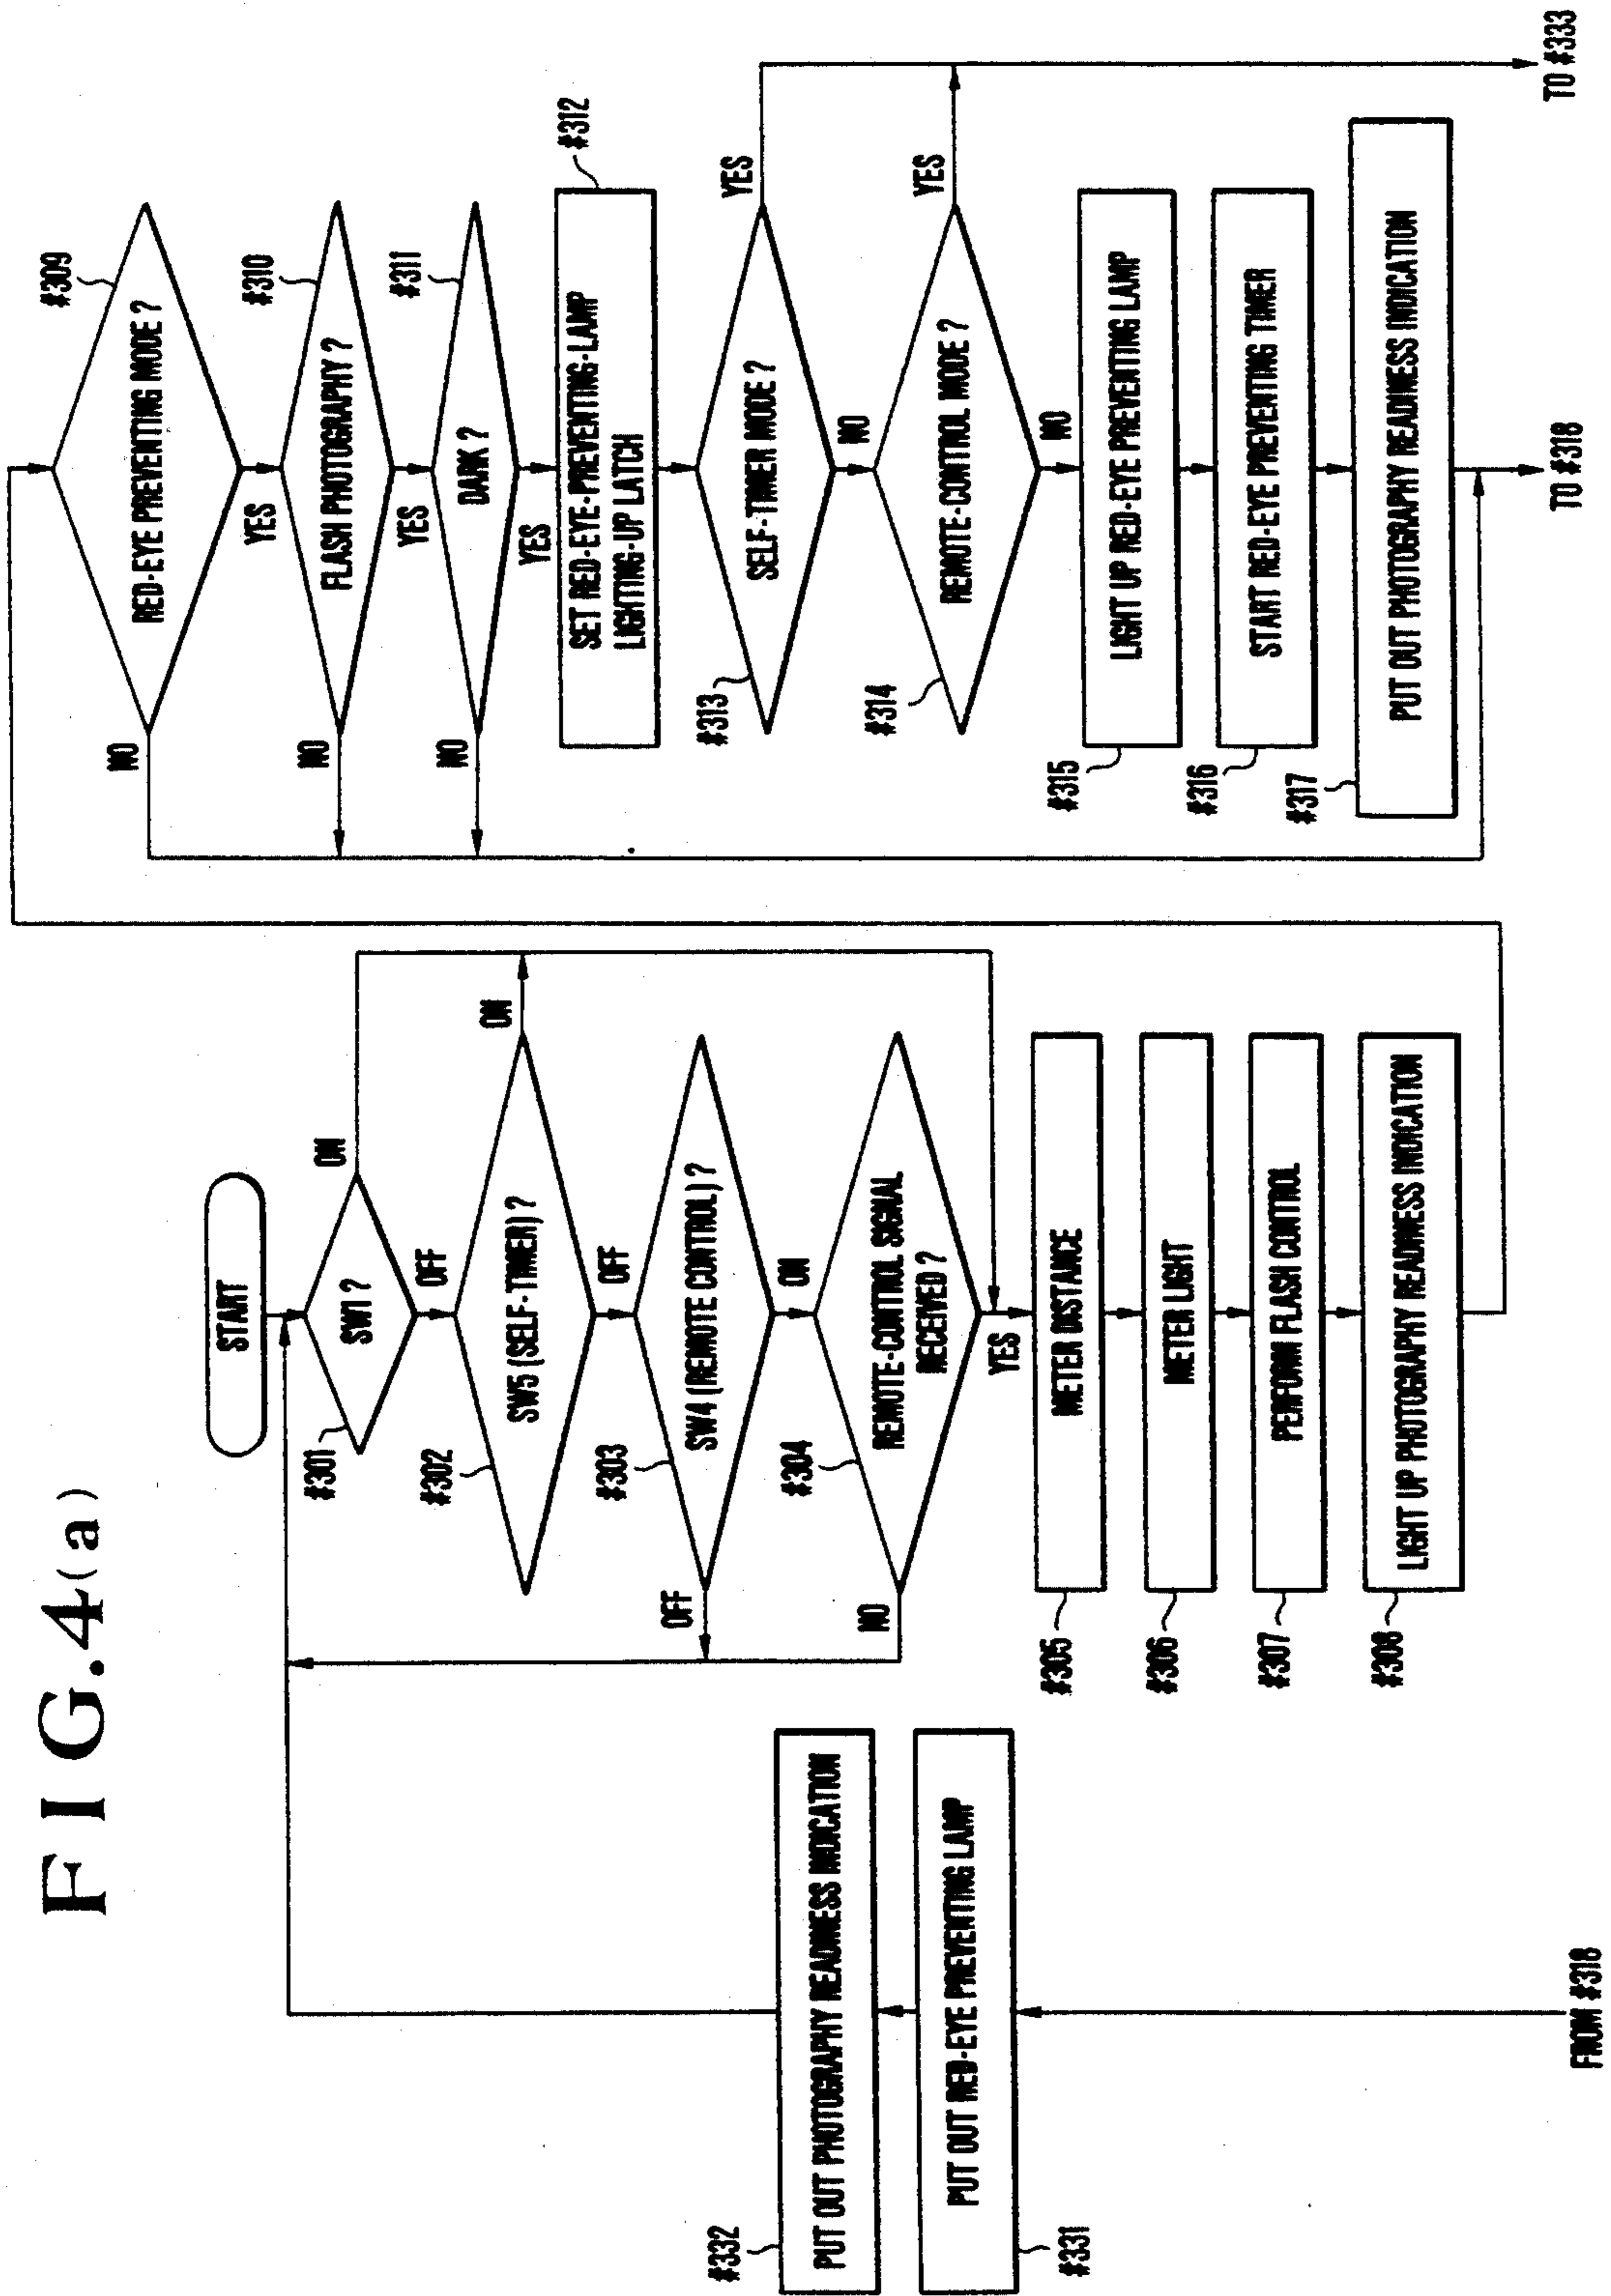 FIG.4(a)
START
SW1 ?
ON
#301
OFF
SW5 (SELF-TIMER) ?
ON
#302
OFF
SW4 (REMOTE CONTROL) ?
#303
OFF
ON
REMOTE-CONTROL SIGNAL
RECEIVED ?
#304
NO
YES
METER DISTANCE
#305
METER LIGHT
#306
PERFORM FLASH CONTROL
#307
LIGHT UP PHOTOGRAPHY READINESS INDICATION
#308
PUT OUT PHOTOGRAPHY READINESS INDICATION
#332
PUT OUT RED-EYE PREVENTING LAMP
#331
FROM #318
RED-EYE PREVENTING MODE ?
#309
NO
YES
FLASH PHOTOGRAPHY ?
#310
NO
YES
DARK ?
#311
NO
YES
SET RED-EYE-PREVENTING-LAMP
LIGHTING-UP LATCH
#312
SELF-TIMER MODE ?
#313
YES
NO
REMOTE-CONTROL MODE ?
#314
YES
NO
LIGHT UP RED-EYE PREVENTING LAMP
#315
START RED-EYE PREVENTING TIMER
#316
PUT OUT PHOTOGRAPHY READINESS INDICATION
#317
TO #318
TO #333